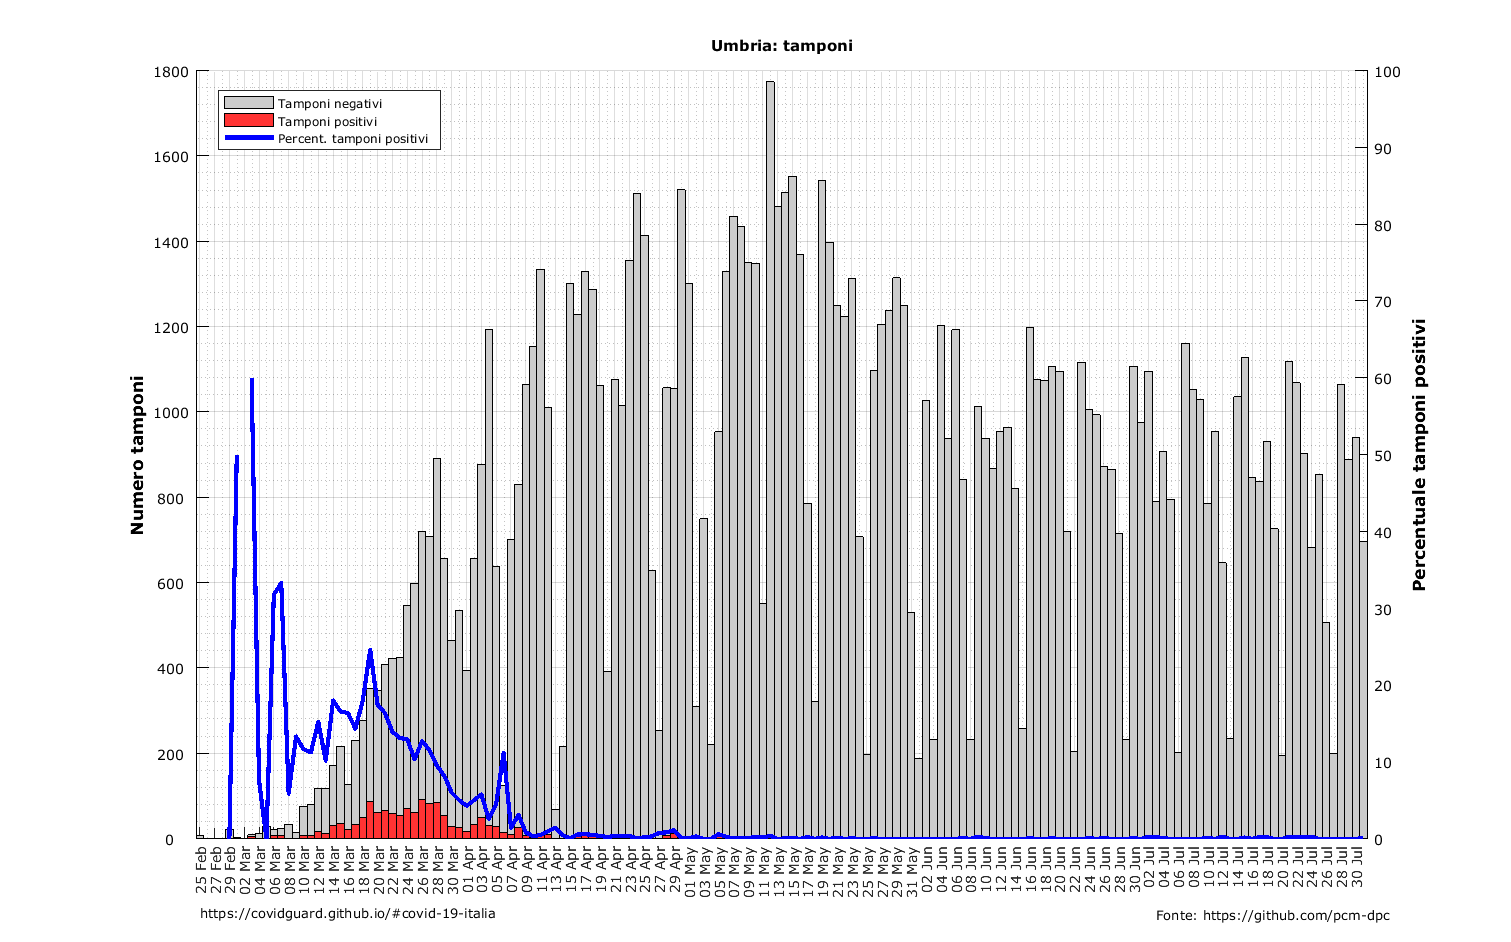 Umbria: tamponi
Tamponi negativi
Tamponi positivi
Percent. tamponi positivi
Numero tamponi
1800
1600
1400
1200
1000
800
600
400
200
0
100
90
80
70
60
50
40
30
20
10
0
Percentuale tamponi positivi
25 Feb
27 Feb
29 Feb
02 Mar
04 Mar
06 Mar
08 Mar
10 Mar
12 Mar
14 Mar
16 Mar
18 Mar
20 Mar
22 Mar
24 Mar
26 Mar
28 Mar
30 Mar
01 Apr
03 Apr
05 Apr
07 Apr
09 Apr
11 Apr
13 Apr
15 Apr
17 Apr
19 Apr
21 Apr
23 Apr
25 Apr
27 Apr
29 Apr
01 May
03 May
05 May
07 May
09 May
11 May
13 May
15 May
17 May
19 May
21 May
23 May
25 May
27 May
29 May
31 May
02 Jun
04 Jun
06 Jun
08 Jun
10 Jun
12 Jun
14 Jun
16 Jun
18 Jun
20 Jun
22 Jun
24 Jun
26 Jun
28 Jun
30 Jun
02 Jul
04 Jul
06 Jul
08 Jul
10 Jul
12 Jul
14 Jul
16 Jul
18 Jul
20 Jul
22 Jul
24 Jul
26 Jul
28 Jul
30 Jul
https://covidguard.github.io/#covid-19-italia
Fonte: https://github.com/pcm-dpc